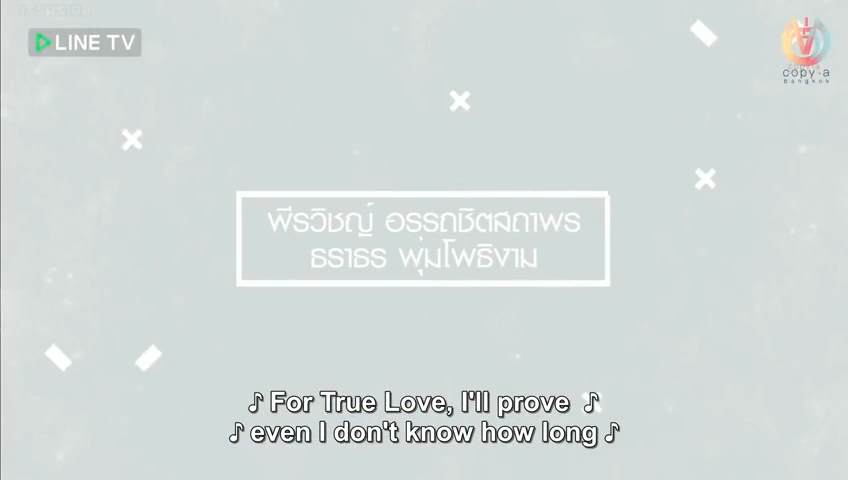 LINE TV
copy a
bangkok
พีรวิชญ์ อรรถชิตสถาพร
ธราธร พุ่มโพธิงาม
♪ For True Love, I'll prove ♪
♪ even I don't know how long ♪